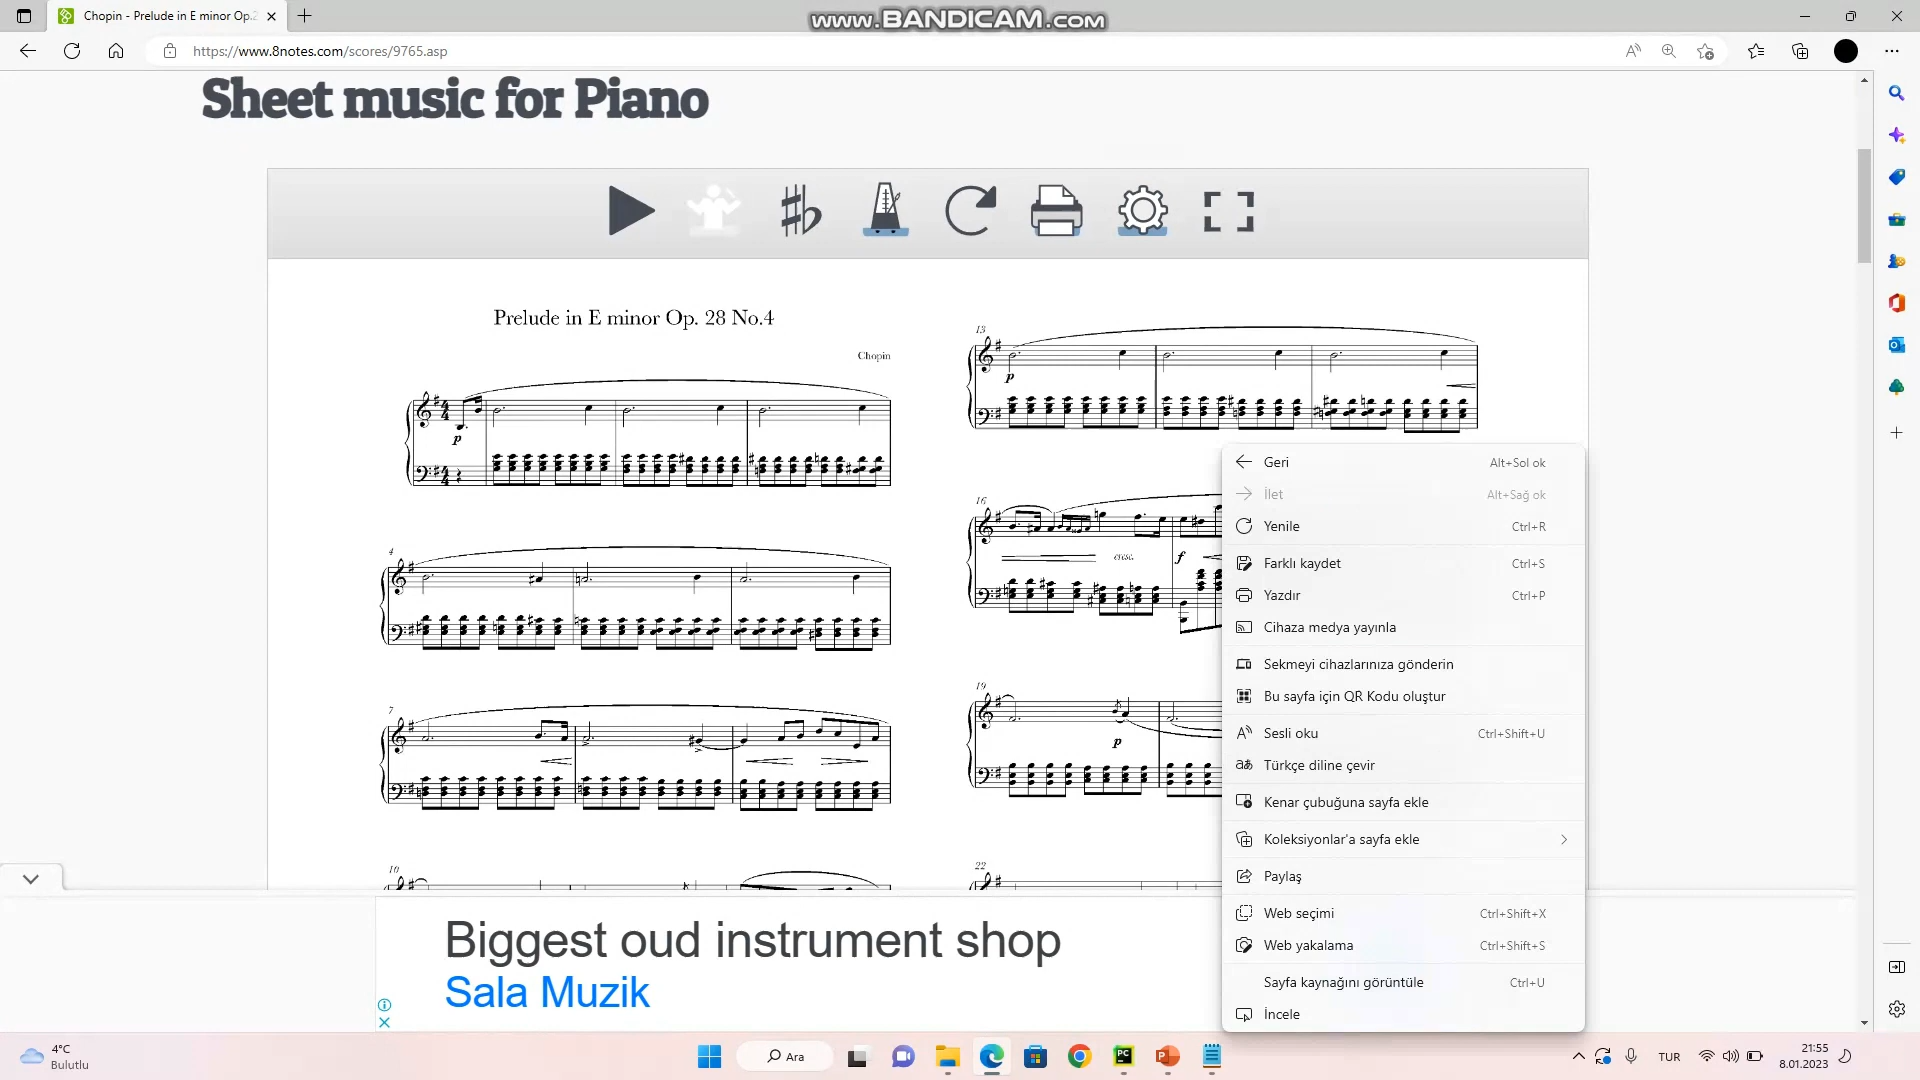 www.BANDICAM.com
Chopin - Prelude in E minor Op.2
https://www.8notes.com/scores/9765.asp
Sheet music for Piano
Prelude in E minor Op. 28 No.4
Chopin
p
4
7
10
13
p
16
cresc.
f
19
p
22
Geri Alt+Sol ok
İlet Alt+Sağ ok
Yenile Ctrl+R
Farklı kaydet Ctrl+S
Yazdır Ctrl+P
Cihaza medya yayınla
Sekmeyi cihazlarınıza gönderin
Bu sayfa için QR Kodu oluştur
Sesli oku Ctrl+Shift+U
Türkçe diline çevir
Kenar çubuğuna sayfa ekle
Koleksiyonlar'a sayfa ekle
Paylaş
Web seçimi Ctrl+Shift+X
Web yakalama Ctrl+Shift+S
Sayfa kaynağını görüntüle Ctrl+U
İncele
Biggest oud instrument shop
Sala Muzik
4°C
Bulutlu
Ara
TUR
21:55
8.01.2023